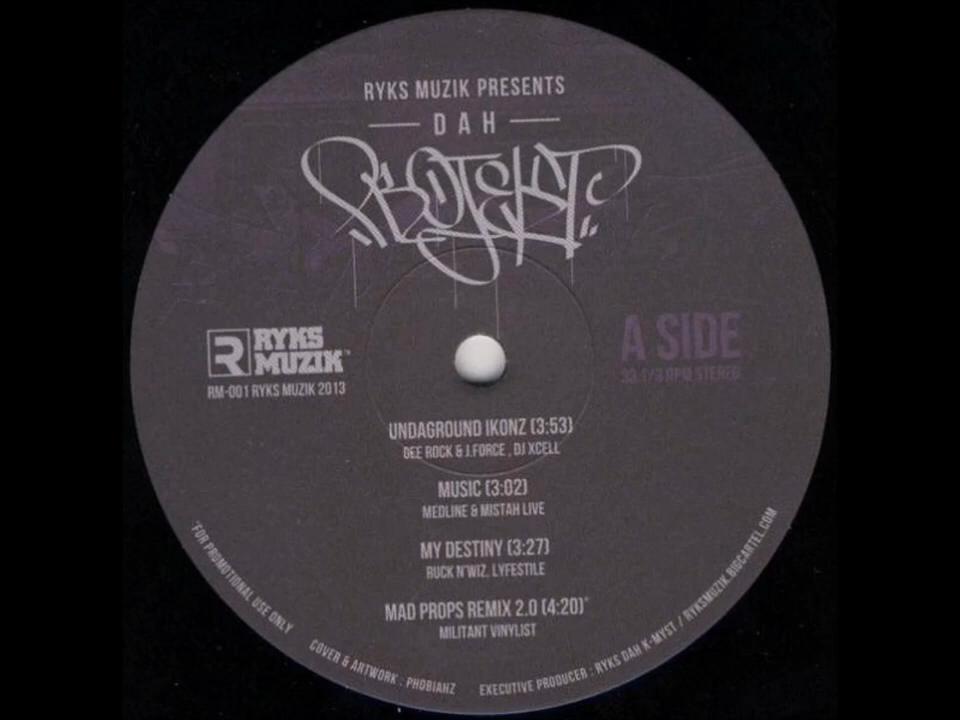 RYKS MUZIK PRESENTS
DAH
PROJEKT
RYKS
MUZIK™
RM-001 RYKS MUZIK 2013
A SIDE
33 1/3 RPM STEREO
UNDAGROUND IKONZ (3:53)
DEE ROCK & J.FORCE , DJ XCELL
MUSIC (3:02)
MEDLINE & MISTAH LIVE
MY DESTINY (3:27)
RUCK N'WIZ, LYFESTILE
MAD PROPS REMIX 2.0 (4:20)*
MILITANT VINYLIST
*FOR PROMOTIONAL USE ONLY
COVER & ARTWORK : PHOBIAHZ
EXECUTIVE PRODUCER : RYKS DAH K-MYST / RYKSMUZIK.BIGCARTEL.COM